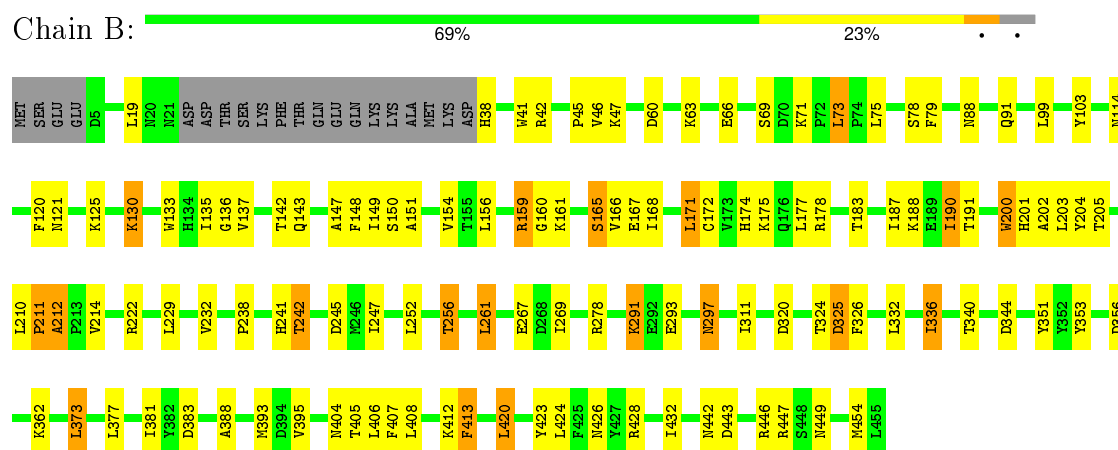 Chain B:
69% 23% • •
MET SER GLU GLU D5 L19 N20 N21 ASP ASP THR SER LYS PHE THR GLN GLU GLN LYS LYS ALA MET LYS ASP H38 W41 R42 P45 V46 K47 D60 K63 E66 S69 D70 K71 P72 L73 P74 L75 S78 F79 N88 Q91 L99 Y103 N114
F120 N121 K125 K130 W133 H134 I135 G136 V137 T142 Q143 A147 F148 I149 S150 A151 V154 T155 L156 R159 G160 K161 S165 V166 E167 I168 L171 C172 V173 H174 K175 Q176 L177 R178 T183 I187 K188 E189 I190 T191 W200 H201 A202 L203 Y204 T205
L210 P211 A212 P213 V214 R222 L229 V232 P238 H241 T242 D245 M246 I247 L252 T256 L261 E267 D268 I269 R278 K291 E292 E293 N297 I311 D320 T324 D325 F326 L332 I336 T340 D344 Y351 Y352 Y353
K362 L373 L377 I381 Y382 D383 A388 M393 D394 V395 N404 T405 L406 F407 L408 K412 F413 L420 Y423 L424 F425 N426 Y427 R428 I432 N442 D443 R446 R447 S448 N449 M454 L455